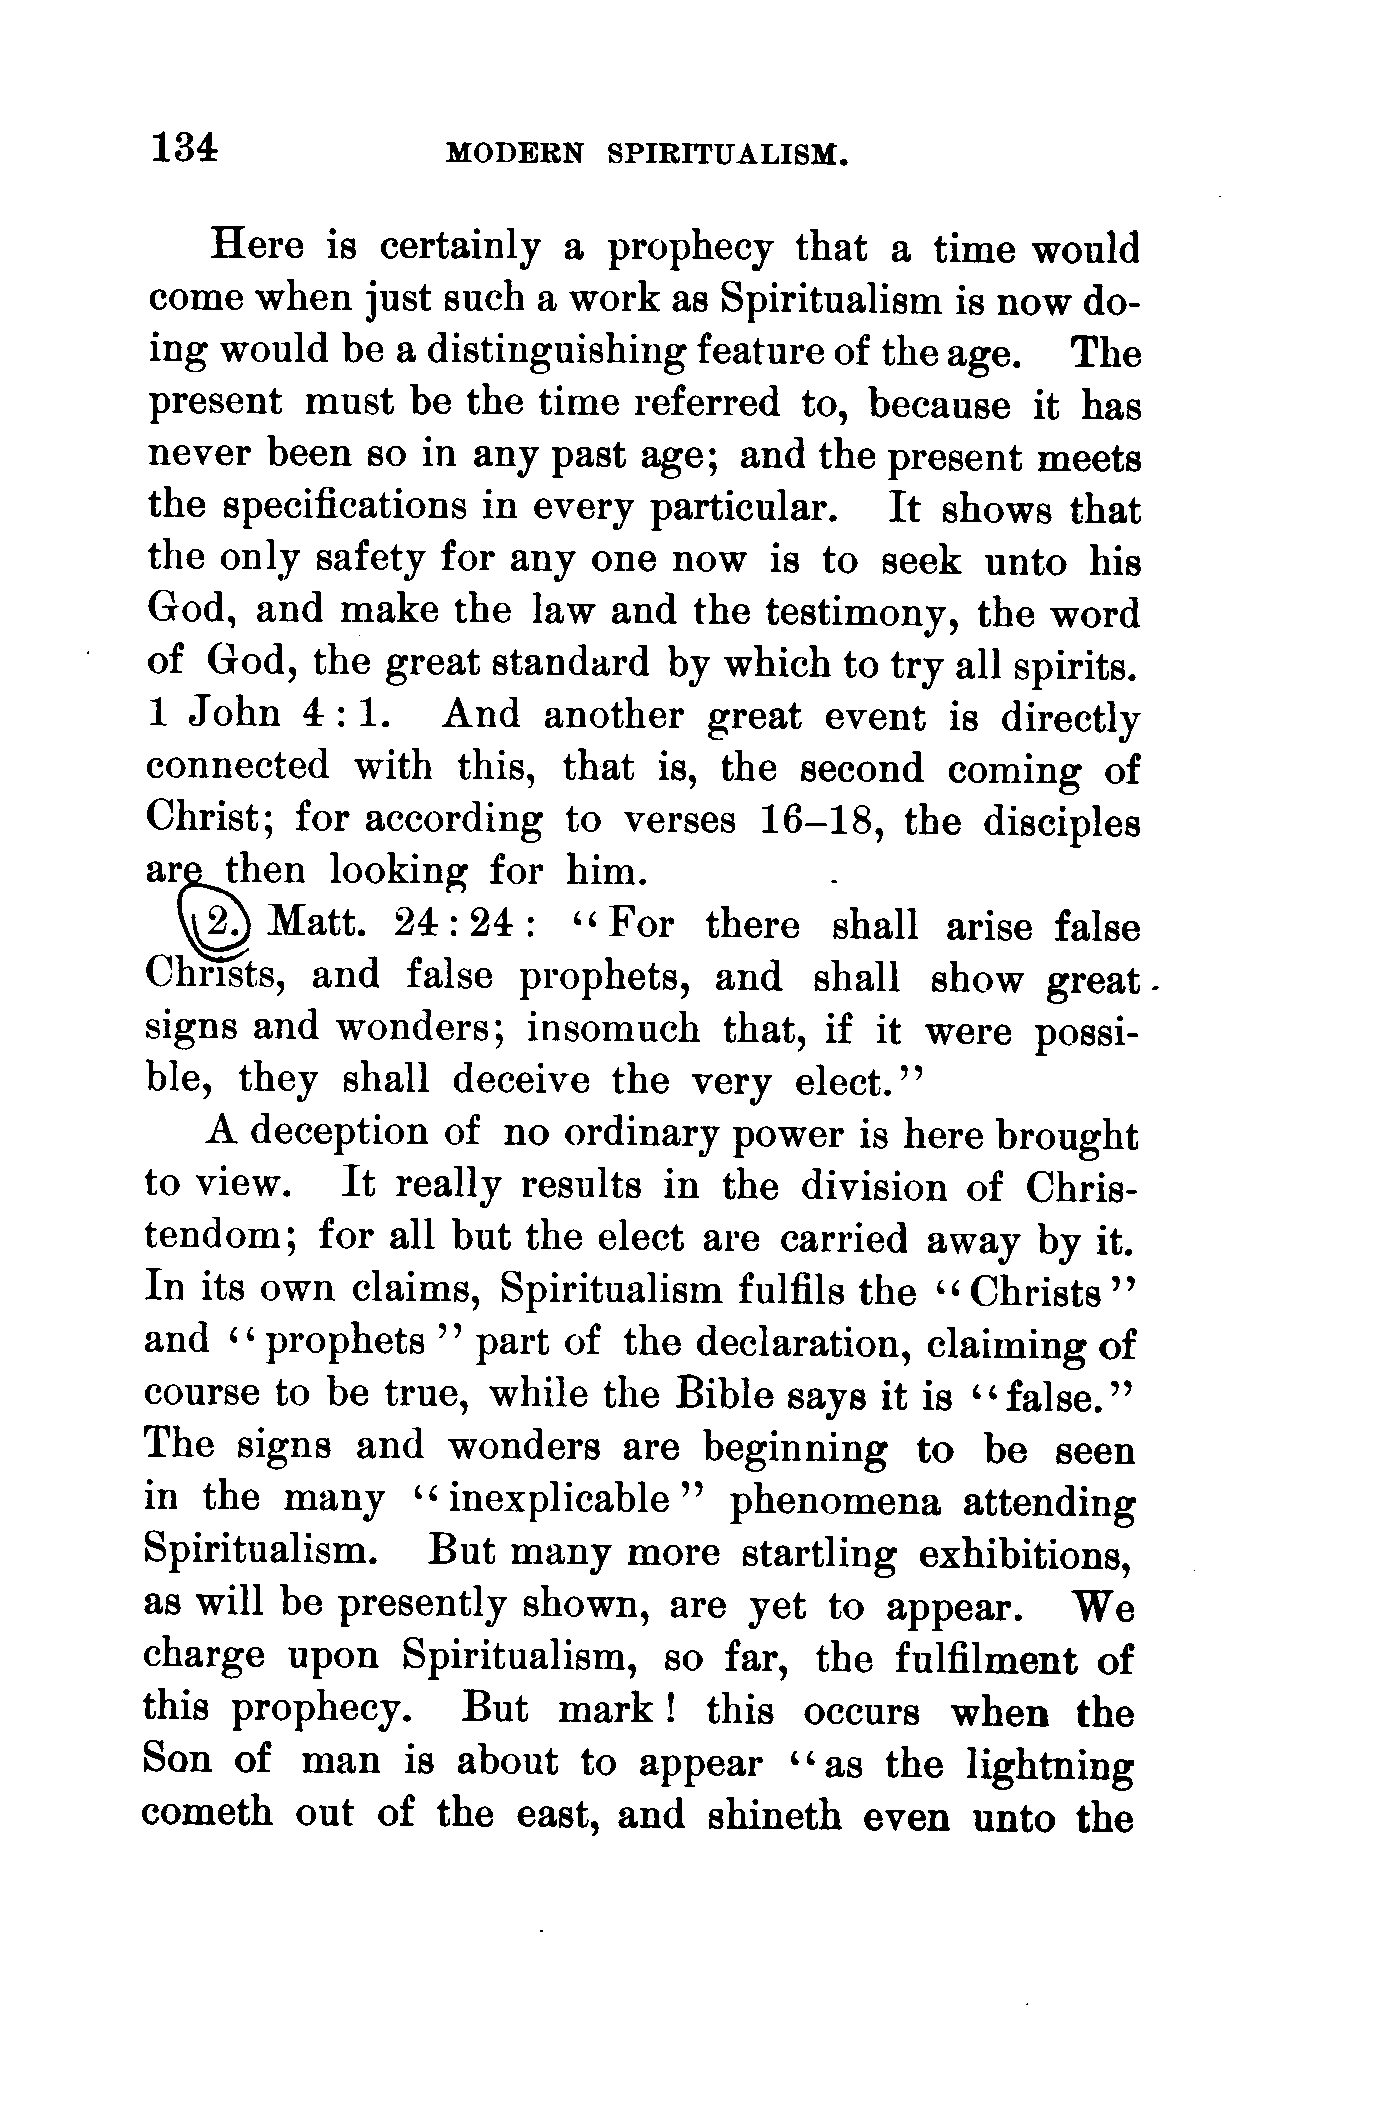 134 MODERN SPIRITUALISM.
Here is certainly a prophecy that a time would
come when just such a work as Spiritualism is now do-
ing would be a distinguishing feature of the age. The
present must be the time referred to, because it has
never been so in any past age; and the present meets
the specifications in every particular. It shows that
the only safety for any one now is to seek unto his
God, and make the law and the testimony, the word
of God, the great standard by which to try all spirits.
1 John 4 : 1. And another great event is directly
connected with this, that is, the second coming of
Christ; for according to verses 16–18, the disciples
are then looking for him.
2. Matt. 24 : 24 : “For there shall arise false
Christs, and false prophets, and shall show great
signs and wonders; insomuch that, if it were possi-
ble, they shall deceive the very elect.”
A deception of no ordinary power is here brought
to view. It really results in the division of Chris-
tendom; for all but the elect are carried away by it.
In its own claims, Spiritualism fulfils the “Christs”
and “prophets” part of the declaration, claiming of
course to be true, while the Bible says it is “false.”
The signs and wonders are beginning to be seen
in the many “inexplicable” phenomena attending
Spiritualism. But many more startling exhibitions,
as will be presently shown, are yet to appear. We
charge upon Spiritualism, so far, the fulfilment of
this prophecy. But mark! this occurs when the
Son of man is about to appear “as the lightning
cometh out of the east, and shineth even unto the